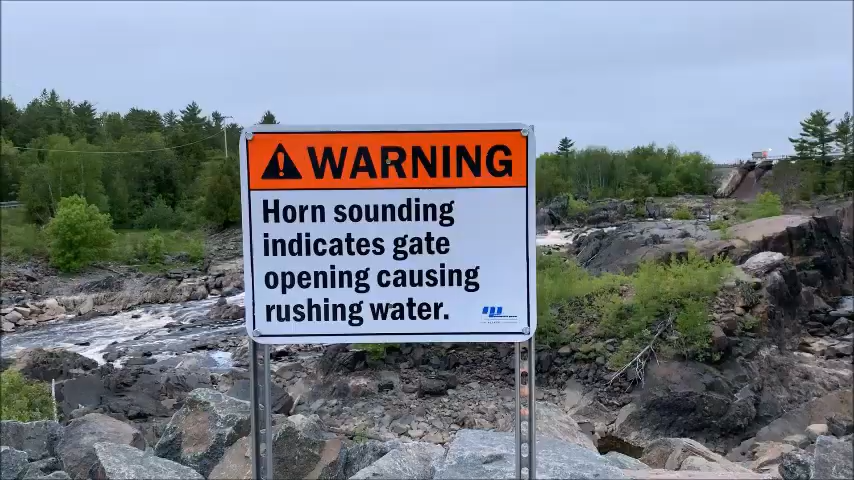 WARNING
Horn sounding
indicates gate
opening causing
rushing water.